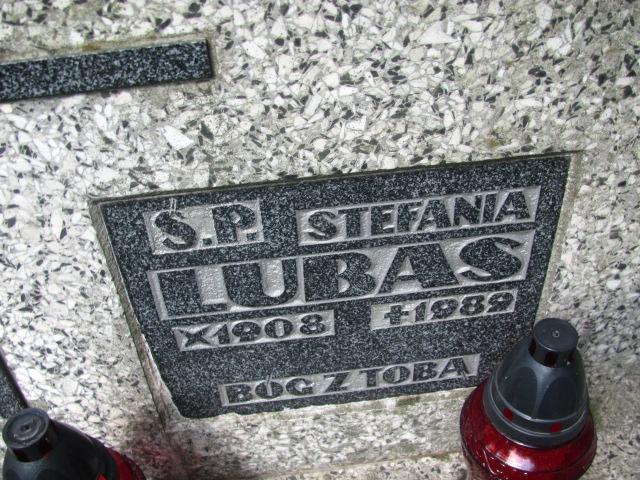 Ś.P. STEFANIA
LUBAS
×1908 +1989
BÓG Z TOBĄ